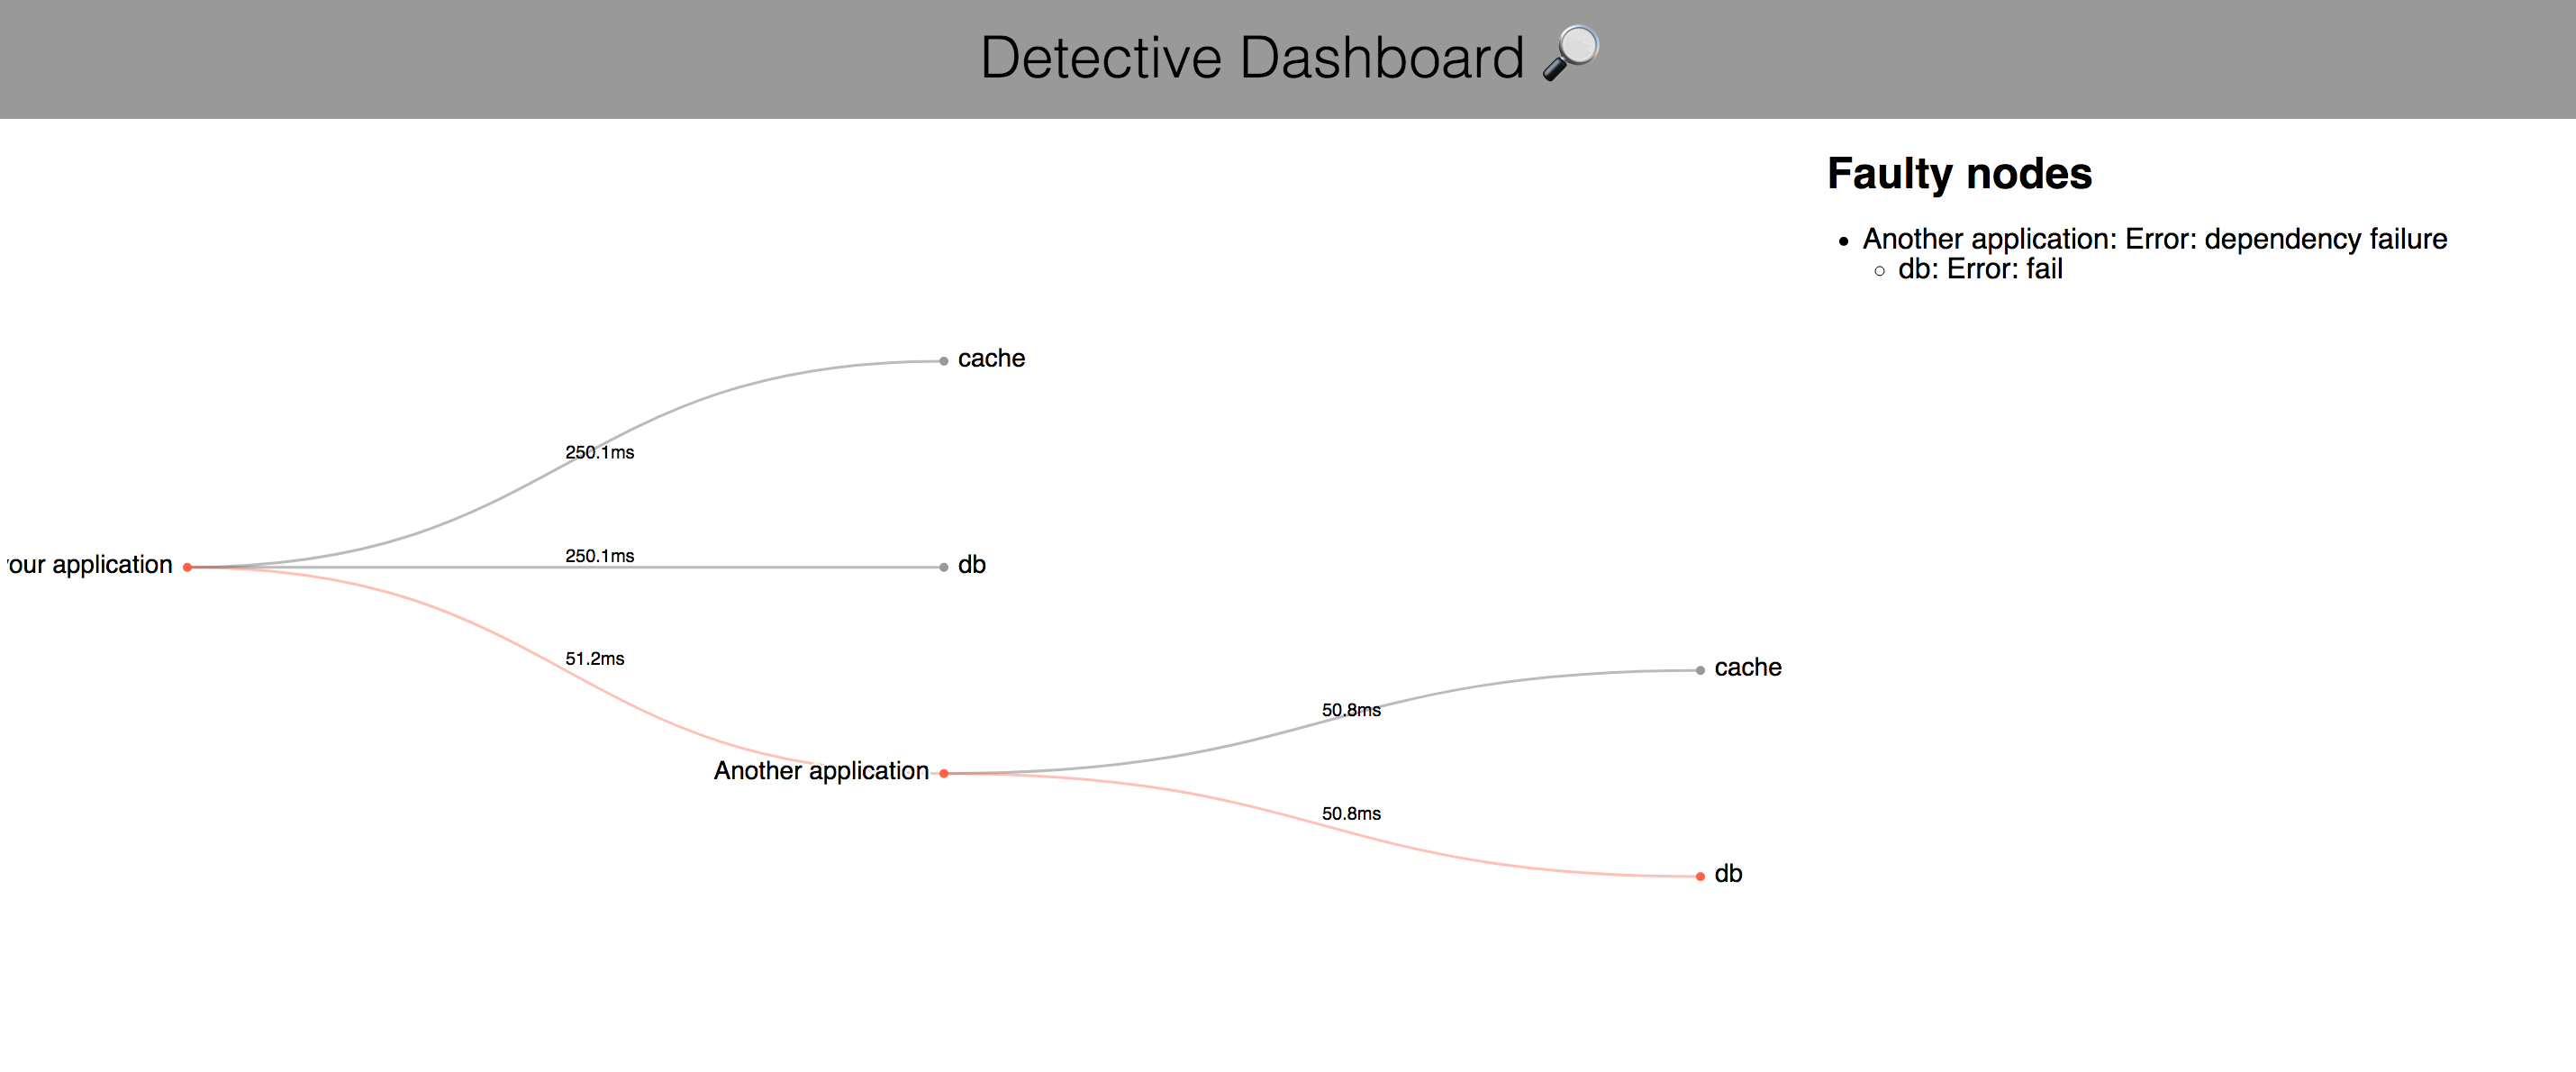 Detective Dashboard 🔎
Faulty nodes
Another application: Error: dependency failure
db: Error: fail
cache
250.1ms
250.1ms
our application
db
51.2ms
cache
50.8ms
Another application
50.8ms
db